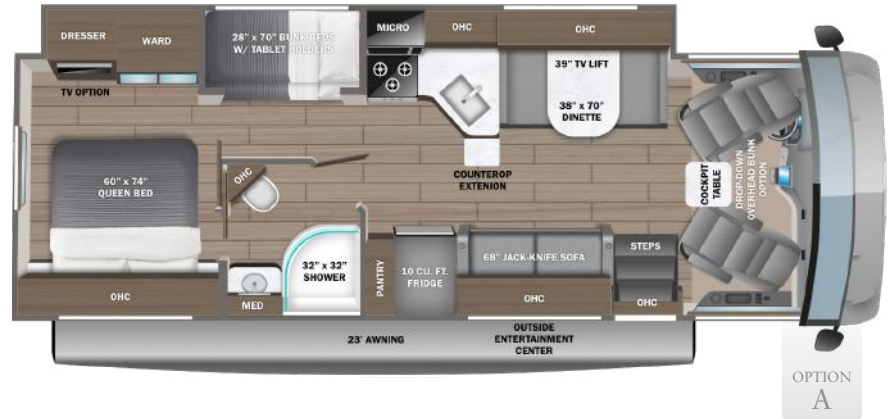 DRESSER
WARD
28" x 70" BUNK BEDS
W/ TABLET HOLDERS
MICRO
OHC
OHC
TV OPTION
39" TV LIFT
38" x 70"
DINETTE
60" x 74"
QUEEN BED
OHC
COUNTEROP
EXTENION
COCKPIT
TABLE
DROP-DOWN
OVERHEAD BUNK
OPTION
32" x 32"
SHOWER
PANTRY
10 CU. FT.
FRIDGE
68" JACK-KNIFE SOFA
STEPS
OHC
MED
OHC
OHC
23' AWNING
OUTSIDE
ENTERTAINMENT
CENTER
OPTION
A